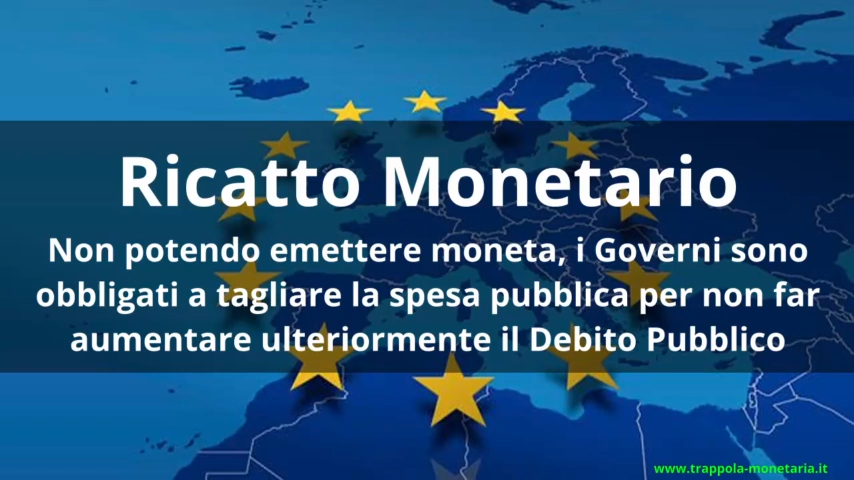 Ricatto Monetario
Non potendo emettere moneta, i Governi sono
obbligati a tagliare la spesa pubblica per non far
aumentare ulteriormente il Debito Pubblico
www.trappola-monetaria.it